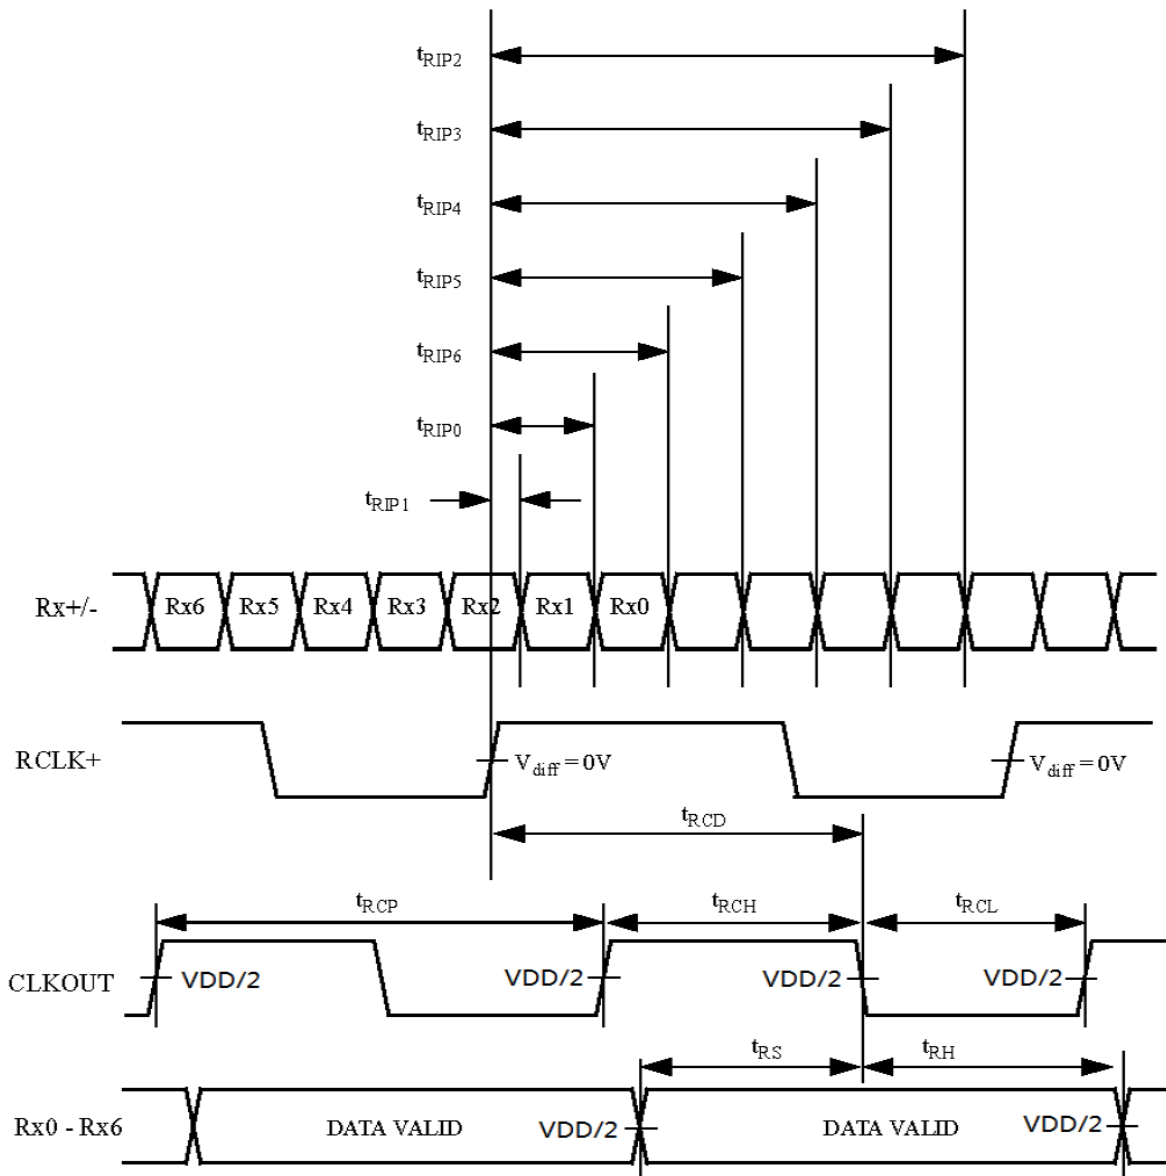 tRIP2
tRIP3
tRIP4
tRIP5
tRIP6
tRIP0
tRIP1
Rx+/- Rx6 Rx5 Rx4 Rx3 Rx2 Rx1 Rx0
RCLK+ Vdiff = 0V Vdiff = 0V
tRCD
tRCP tRCH tRCL
CLKOUT VDD/2 VDD/2 VDD/2 VDD/2
tRS tRH
Rx0 - Rx6 DATA VALID VDD/2 DATA VALID VDD/2